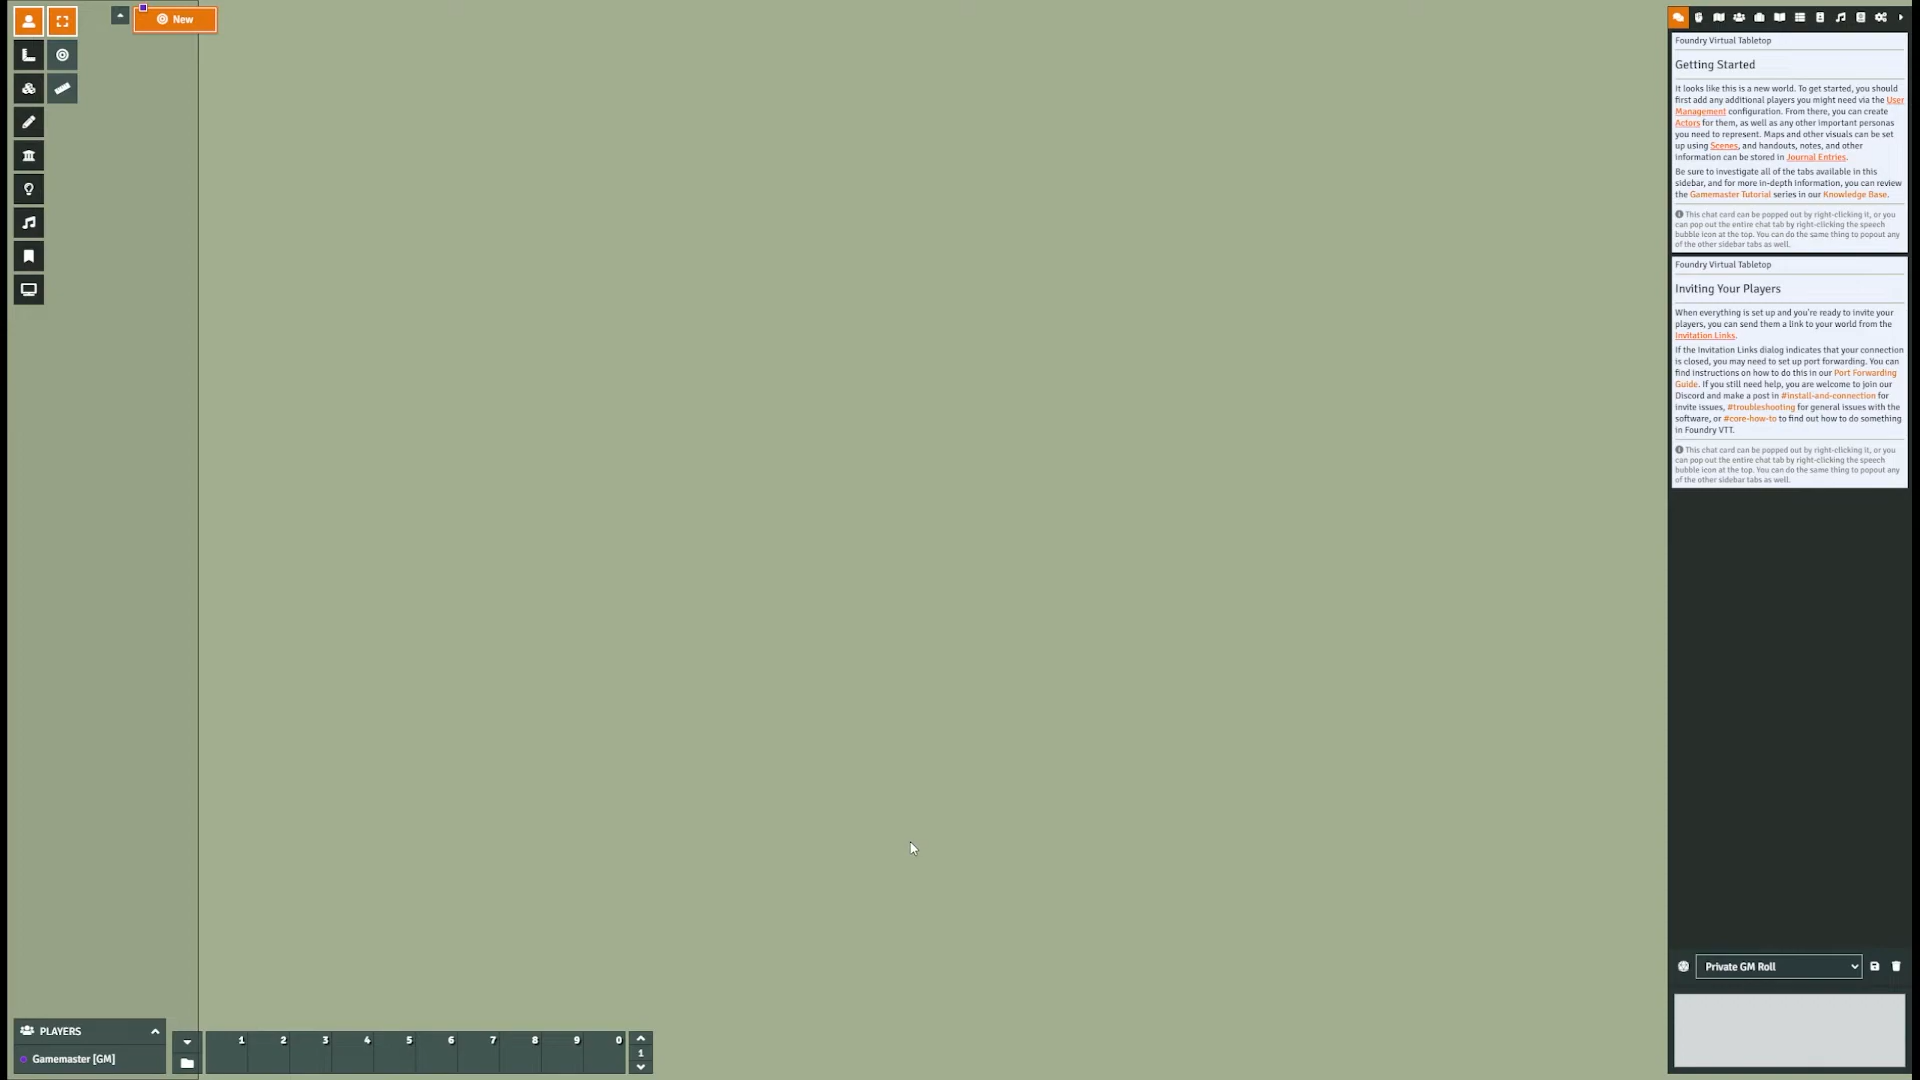 New
Foundry Virtual Tabletop
Getting Started
It looks like this is a new world. To get started, you should
first add any additional players you might need via the User
Management configuration. From there, you can create
Actors for them, as well as any other important personas
you need to represent. Maps and other visuals can be set
up using Scenes, and handouts, notes, and other
information can be stored in Journal Entries.
Be sure to investigate all of the tabs available in this
sidebar, and for more in-depth information, you can review
the Gamemaster Tutorial series in our Knowledge Base.
This chat card can be popped out by right-clicking it, or you
can pop out the entire chat tab by right-clicking the speech
bubble icon at the top. You can do the same thing to popout any
of the other sidebar tabs as well.
Foundry Virtual Tabletop
Inviting Your Players
When everything is set up and you're ready to invite your
players, you can send them a link to your world from the
Invitation Links.
If the Invitation Links dialog indicates that your connection
is closed, you may need to set up port forwarding. You can
find instructions on how to do this in our Port Forwarding
Guide. If you still need help, you are welcome to join our
Discord and make a post in #install-and-connection for
invite issues, #troubleshooting for general issues with the
software, or #core-how-to to find out how to do something
in Foundry VTT.
This chat card can be popped out by right-clicking it, or you
can pop out the entire chat tab by right-clicking the speech
bubble icon at the top. You can do the same thing to popout any
of the other sidebar tabs as well.
Private GM Roll
PLAYERS
Gamemaster [GM]
1 2 3 4 5 6 7 8 9 0
1